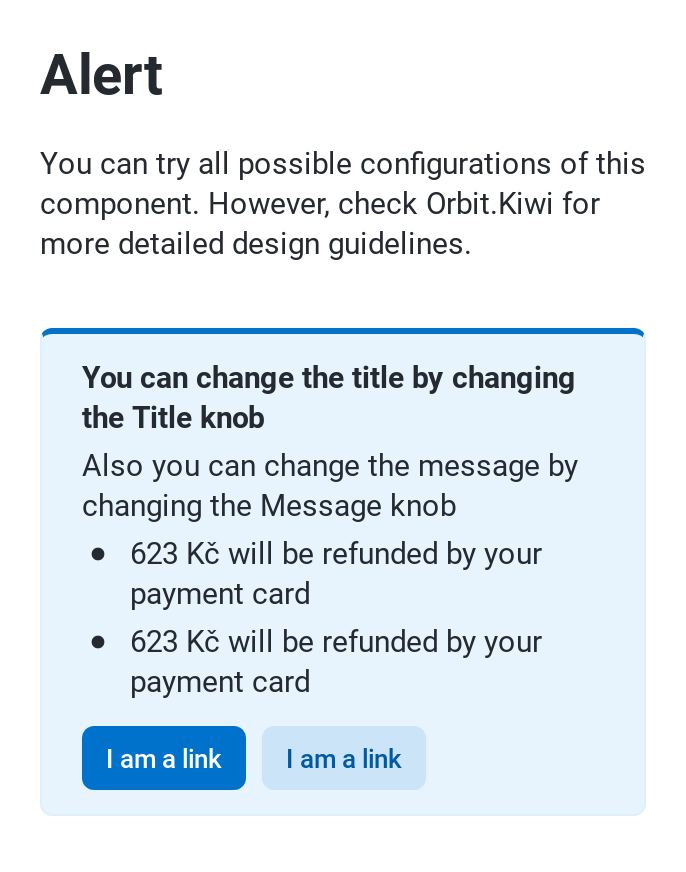 Alert
You can try all possible configurations of this
component. However, check Orbit.Kiwi for
more detailed design guidelines.
You can change the title by changing
the Title knob
Also you can change the message by
changing the Message knob
● 623 Kč will be refunded by your
payment card
● 623 Kč will be refunded by your
payment card
I am a link I am a link